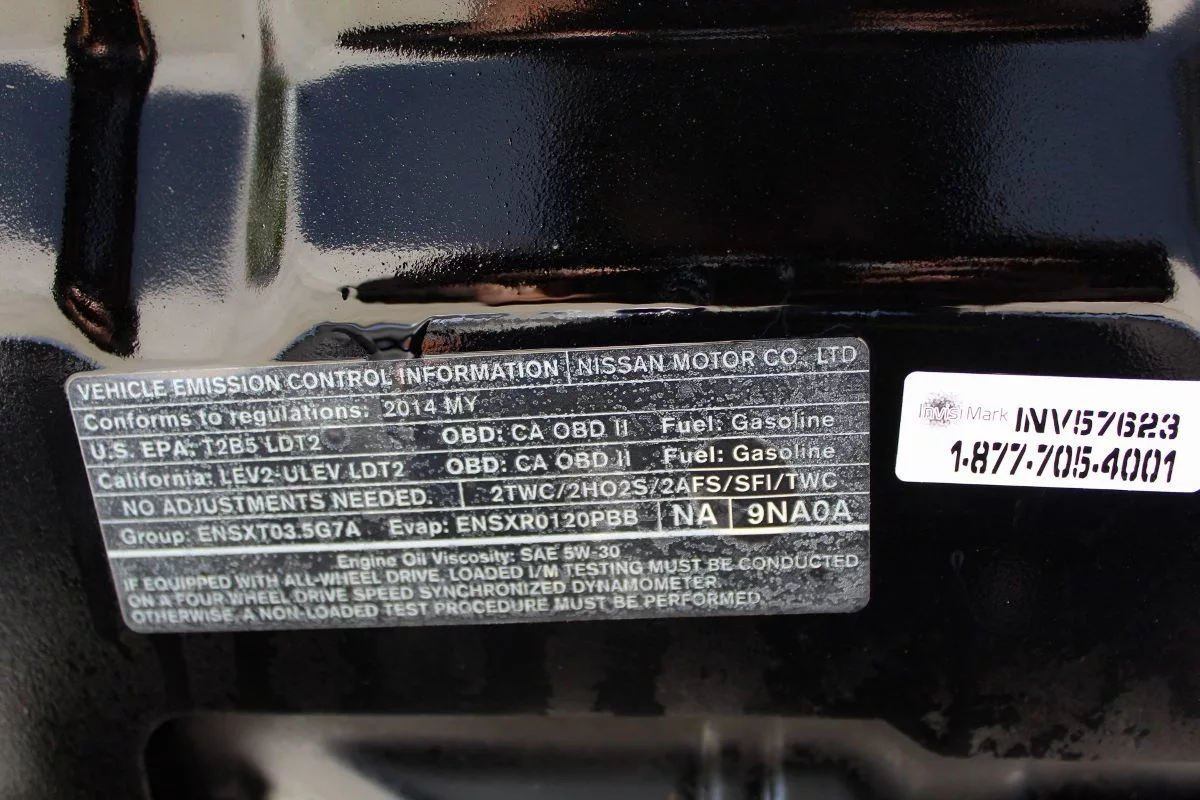 VEHICLE EMISSION CONTROL INFORMATION NISSAN MOTOR CO., LTD
Conforms to regulations: 2014 MY
U.S. EPA: T2B5 LDT2 OBD: CA OBD II Fuel: Gasoline
California: LEV2-ULEV LDT2 OBD: CA OBD II Fuel: Gasoline
NO ADJUSTMENTS NEEDED. 2TWC/2HO2S/2AFS/SFI/TWC
Group: ENSXT03.5G7A Evap: ENSXR0120PBB NA 9NA0A
Engine Oil Viscosity: SAE 5W-30
IF EQUIPPED WITH ALL-WHEEL DRIVE, LOADED I/M TESTING MUST BE CONDUCTED
ON A FOUR WHEEL DRIVE SPEED SYNCHRONIZED DYNAMOMETER.
OTHERWISE, A NON-LOADED TEST PROCEDURE MUST BE PERFORMED.
InvisiMark INV57623
1-877-705-4001